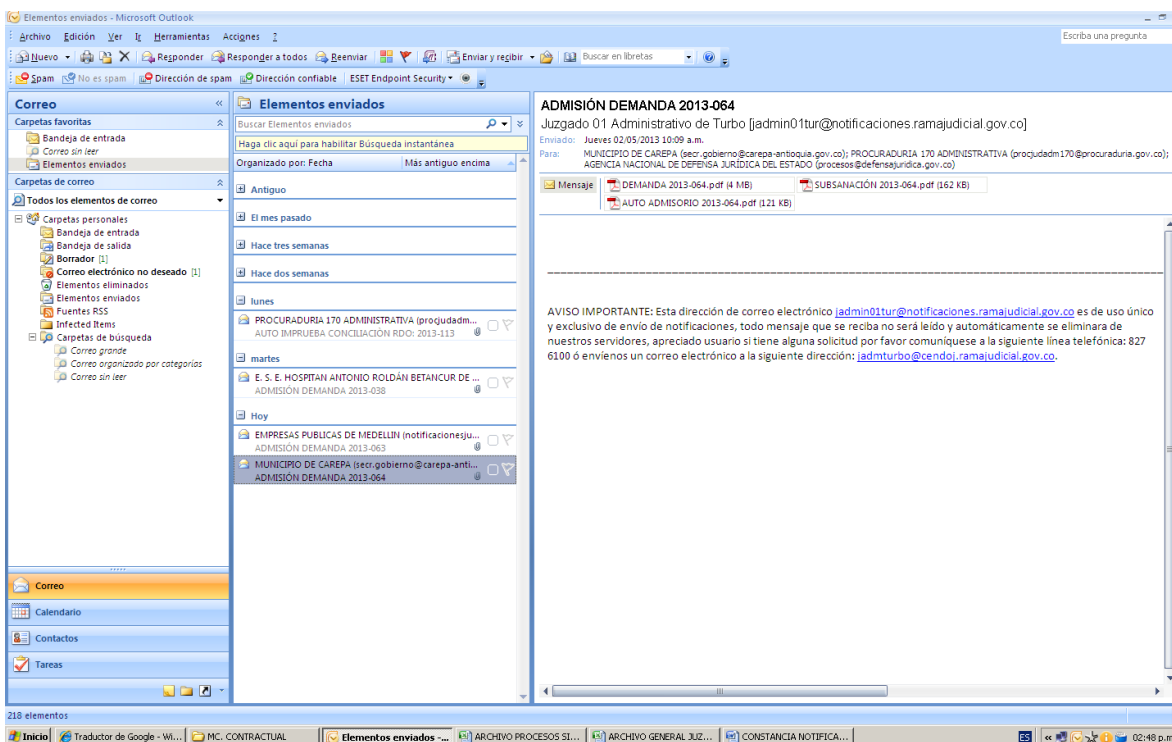 Elementos enviados - Microsoft Outlook
Archivo Edición Ver Ir Herramientas Acciones ?
Escriba una pregunta
Nuevo Responder Responder a todos Reenviar Enviar y recibir Buscar en libretas
Spam No es spam Dirección de spam Dirección confiable ESET Endpoint Security
Correo
Carpetas favoritas
Bandeja de entrada
Correo sin leer
Elementos enviados
Carpetas de correo
Todos los elementos de correo
Carpetas personales
Bandeja de entrada
Bandeja de salida
Borrador [1]
Correo electrónico no deseado [1]
Elementos eliminados
Elementos enviados
Fuentes RSS
Infected Items
Carpetas de búsqueda
Correo grande
Correo organizado por categorías
Correo sin leer
Correo
Calendario
Contactos
Tareas
Elementos enviados
Buscar Elementos enviados
Haga clic aquí para habilitar Búsqueda instantánea
Organizado por: Fecha Más antiguo encima
Antiguo
El mes pasado
Hace tres semanas
Hace dos semanas
lunes
PROCURADURIA 170 ADMINISTRATIVA (procjudadm...
AUTO IMPRUEBA CONCILIACIÓN RDO: 2013-113
martes
E. S. E. HOSPITAN ANTONIO ROLDÁN BETANCUR DE ...
ADMISIÓN DEMANDA 2013-038
Hoy
EMPRESAS PUBLICAS DE MEDELLIN (notificacionesju...
ADMISIÓN DEMANDA 2013-063
MUNICIPIO DE CAREPA (secr.gobierno@carepa-anti...
ADMISIÓN DEMANDA 2013-064
ADMISIÓN DEMANDA 2013-064
Juzgado 01 Administrativo de Turbo [jadmin01tur@notificaciones.ramajudicial.gov.co]
Enviado: Jueves 02/05/2013 10:09 a.m.
Para: MUNICIPIO DE CAREPA (secr.gobierno@carepa-antioquia.gov.co); PROCURADURIA 170 ADMINISTRATIVA (procjudadm170@procuraduria.gov.co);
AGENCIA NACIONAL DE DEFENSA JURÍDICA DEL ESTADO (procesos@defensajuridica.gov.co)
Mensaje DEMANDA 2013-064.pdf (4 MB) SUBSANACIÓN 2013-064.pdf (162 KB)
AUTO ADMISORIO 2013-064.pdf (121 KB)
AVISO IMPORTANTE: Esta dirección de correo electrónico jadmin01tur@notificaciones.ramajudicial.gov.co es de uso único
y exclusivo de envío de notificaciones, todo mensaje que se reciba no será leído y automáticamente se eliminara de
nuestros servidores, apreciado usuario si tiene alguna solicitud por favor comuníquese a la siguiente línea telefónica: 827
6100 ó envíenos un correo electrónico a la siguiente dirección: jadmturbo@cendoj.ramajudicial.gov.co.
218 elementos
Inicio Traductor de Google - Wi... MC. CONTRACTUAL Elementos enviados -... ARCHIVO PROCESOS SI... ARCHIVO GENERAL JUZ... CONSTANCIA NOTIFICA... ES 02:48 p.m